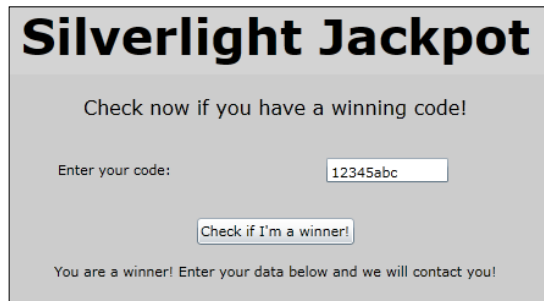 Silverlight Jackpot
Check now if you have a winning code!
Enter your code: 12345abc
Check if I'm a winner!
You are a winner! Enter your data below and we will contact you!